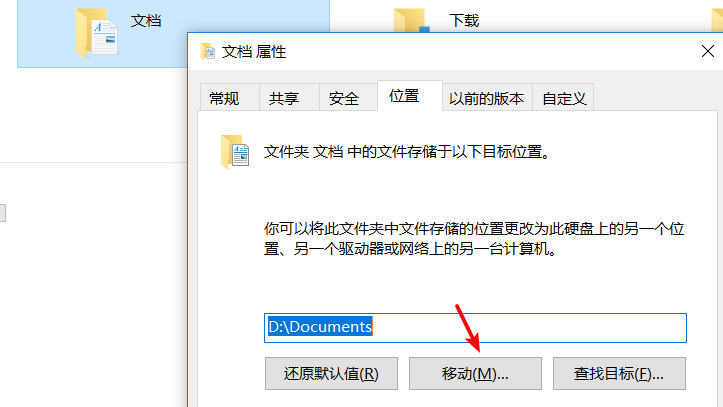 文档
下载
文档 属性
常规
共享
安全
位置
以前的版本
自定义
文件夹 文档 中的文件存储于以下目标位置。
你可以将此文件夹中文件存储的位置更改为此硬盘上的另一个位
置、另一个驱动器或网络上的另一台计算机。
D:\Documents
还原默认值(R)
移动(M)...
查找目标(F)...